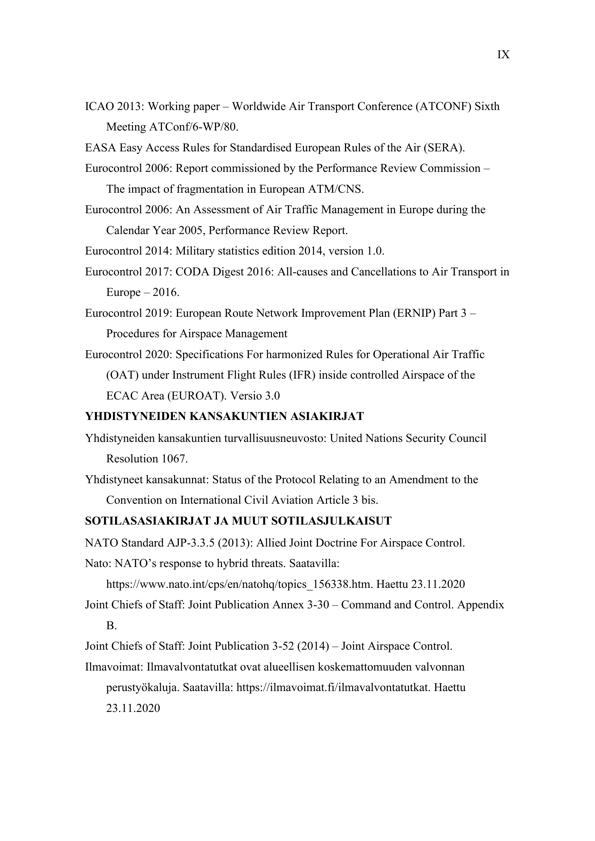 IX
ICAO 2013: Working paper – Worldwide Air Transport Conference (ATCONF) Sixth
Meeting ATConf/6-WP/80.
EASA Easy Access Rules for Standardised European Rules of the Air (SERA).
Eurocontrol 2006: Report commissioned by the Performance Review Commission –
The impact of fragmentation in European ATM/CNS.
Eurocontrol 2006: An Assessment of Air Traffic Management in Europe during the
Calendar Year 2005, Performance Review Report.
Eurocontrol 2014: Military statistics edition 2014, version 1.0.
Eurocontrol 2017: CODA Digest 2016: All-causes and Cancellations to Air Transport in
Europe – 2016.
Eurocontrol 2019: European Route Network Improvement Plan (ERNIP) Part 3 –
Procedures for Airspace Management
Eurocontrol 2020: Specifications For harmonized Rules for Operational Air Traffic
(OAT) under Instrument Flight Rules (IFR) inside controlled Airspace of the
ECAC Area (EUROAT). Versio 3.0
YHDISTYNEIDEN KANSAKUNTIEN ASIAKIRJAT
Yhdistyneiden kansakuntien turvallisuusneuvosto: United Nations Security Council
Resolution 1067.
Yhdistyneet kansakunnat: Status of the Protocol Relating to an Amendment to the
Convention on International Civil Aviation Article 3 bis.
SOTILASASIAKIRJAT JA MUUT SOTILASJULKAISUT
NATO Standard AJP-3.3.5 (2013): Allied Joint Doctrine For Airspace Control.
Nato: NATO’s response to hybrid threats. Saatavilla:
https://www.nato.int/cps/en/natohq/topics_156338.htm. Haettu 23.11.2020
Joint Chiefs of Staff: Joint Publication Annex 3-30 – Command and Control. Appendix
B.
Joint Chiefs of Staff: Joint Publication 3-52 (2014) – Joint Airspace Control.
Ilmavoimat: Ilmavalvontatutkat ovat alueellisen koskemattomuuden valvonnan
perustyökaluja. Saatavilla: https://ilmavoimat.fi/ilmavalvontatutkat. Haettu
23.11.2020